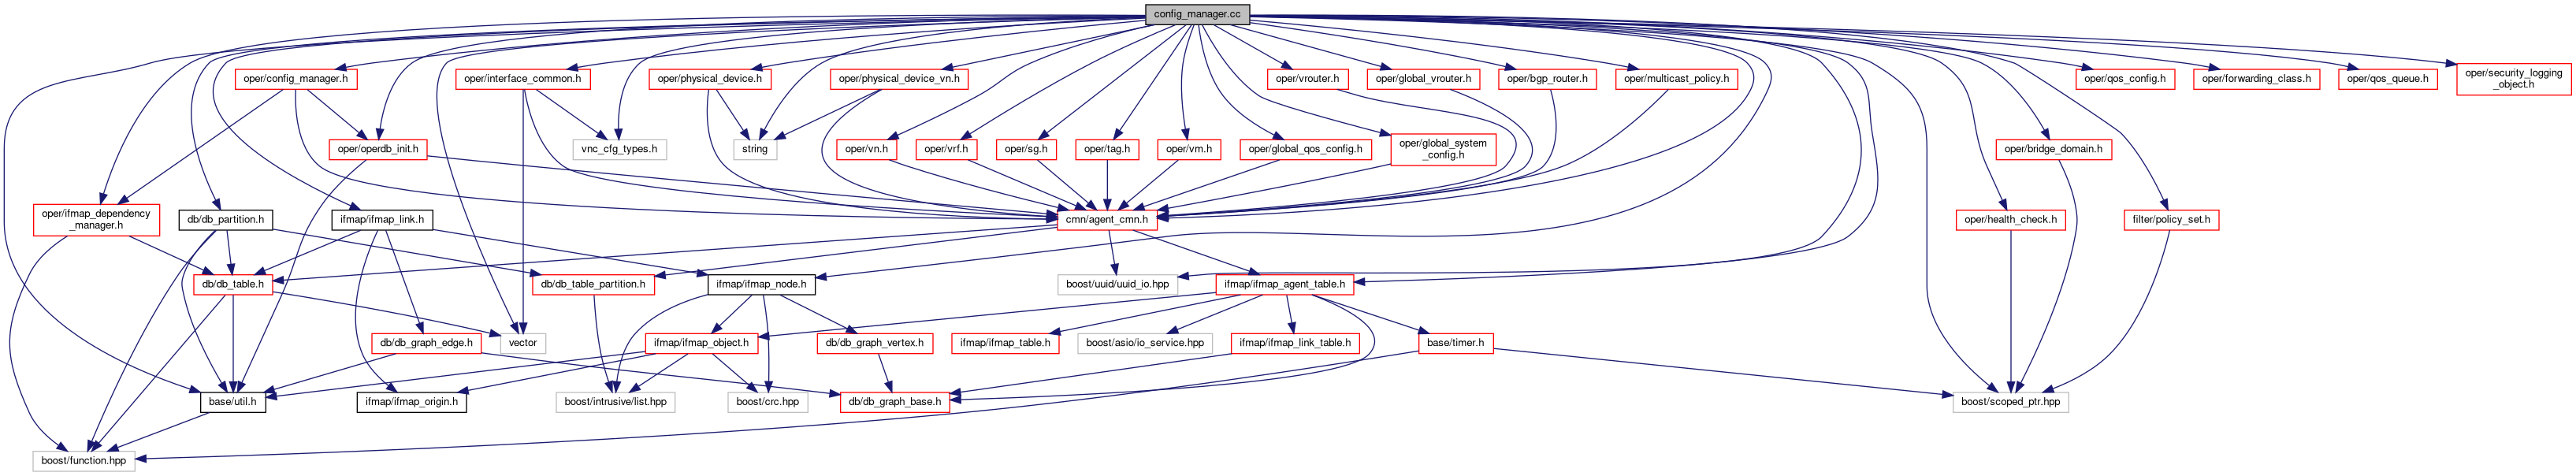 config_manager.cc
oper/config_manager.h
oper/interface_common.h
oper/physical_device.h
oper/physical_device_vn.h
oper/vrouter.h
oper/global_vrouter.h
oper/bgp_router.h
oper/multicast_policy.h
oper/qos_config.h
oper/forwarding_class.h
oper/qos_queue.h
oper/security_logging
_object.h
oper/operdb_init.h
vnc_cfg_types.h
string
oper/vn.h
oper/vrf.h
oper/sg.h
oper/tag.h
oper/vm.h
oper/global_qos_config.h
oper/global_system
_config.h
oper/bridge_domain.h
oper/ifmap_dependency
_manager.h
db/db_partition.h
ifmap/ifmap_link.h
cmn/agent_cmn.h
oper/health_check.h
filter/policy_set.h
db/db_table.h
db/db_table_partition.h
ifmap/ifmap_node.h
boost/uuid/uuid_io.hpp
ifmap/ifmap_agent_table.h
db/db_graph_edge.h
vector
ifmap/ifmap_object.h
db/db_graph_vertex.h
ifmap/ifmap_table.h
boost/asio/io_service.hpp
ifmap/ifmap_link_table.h
base/timer.h
base/util.h
ifmap/ifmap_origin.h
boost/intrusive/list.hpp
boost/crc.hpp
db/db_graph_base.h
boost/scoped_ptr.hpp
boost/function.hpp